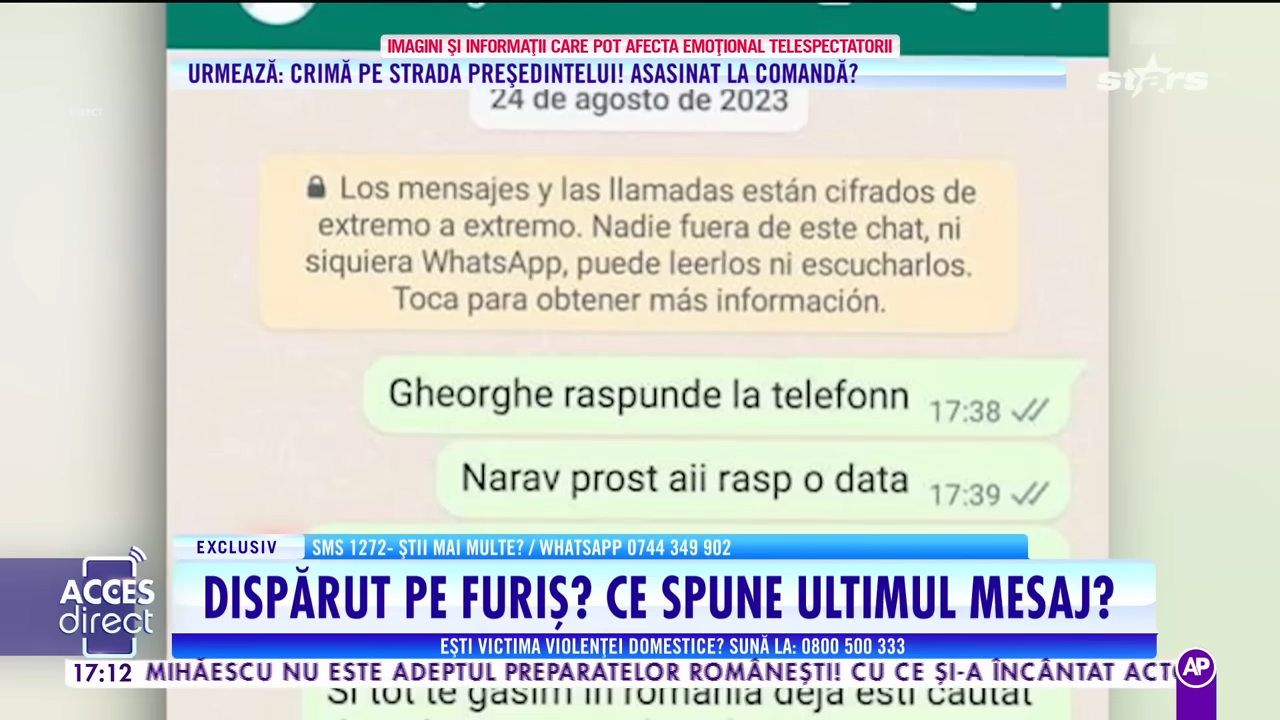 IMAGINI ŞI INFORMAŢII CARE POT AFECTA EMOŢIONAL TELESPECTATORII
URMEAZĂ: CRIMĂ PE STRADA PREŞEDINTELUI! ASASINAT LA COMANDĂ?
stars
24 de agosto de 2023
DIRECT
Los mensajes y las llamadas están cifrados de
extremo a extremo. Nadie fuera de este chat, ni
siquiera WhatsApp, puede leerlos ni escucharlos.
Toca para obtener más información.
Gheorghe raspunde la telefonn 17:38
Narav prost aii rasp o data 17:39
EXCLUSIV SMS 1272- ŞTII MAI MULTE? / WHATSAPP 0744 349 902
ACCES
direct
DISPĂRUT PE FURIȘ? CE SPUNE ULTIMUL MESAJ?
EŞTI VICTIMA VIOLENŢEI DOMESTICE? SUNĂ LA: 0800 500 333
17:12 MIHĂESCU NU ESTE ADEPTUL PREPARATELOR ROMÂNEȘTI! CU CE ȘI-A ÎNCÂNTAT ACT
AP
Si tot te gasim in romania deja esti cautat